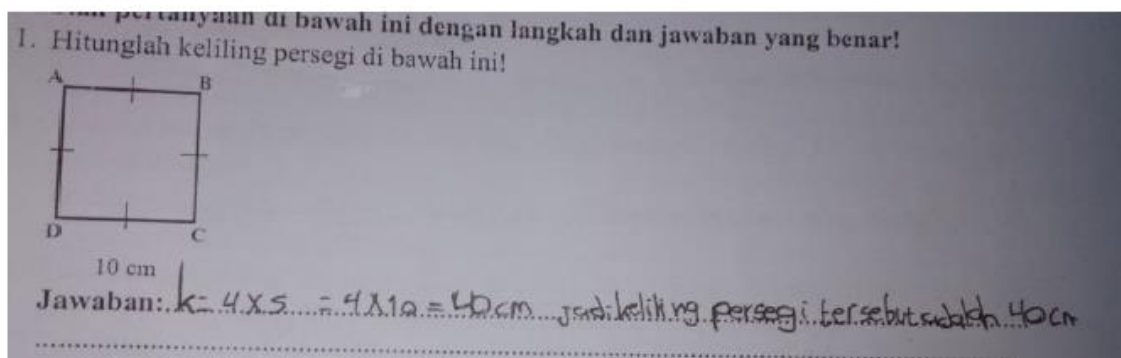 pertanyaan di bawah ini dengan langkah dan jawaban yang benar!
1. Hitunglah keliling persegi di bawah ini!
A B
D C
10 cm
Jawaban: k = 4 x s = 4 x 10 = 40 cm jadi keliling persegi tersebut adalah 40 cm